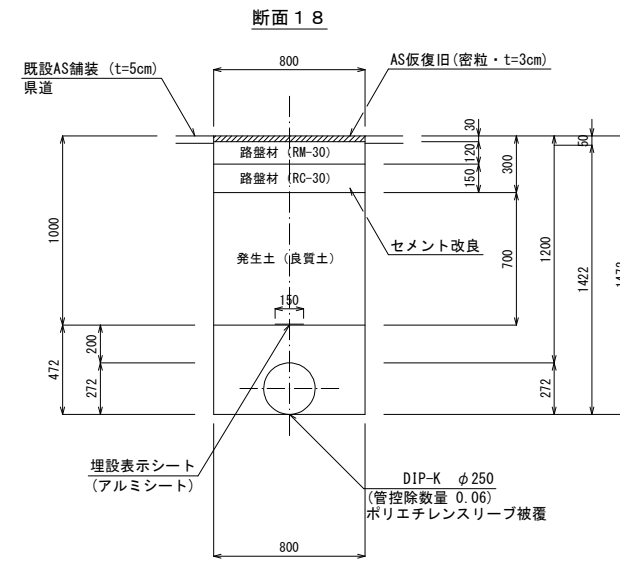 断面１８
既設AS舗装 (t=5cm)
県道
800
AS仮復旧(密粒・t=3cm)
路盤材 (RM-30)
路盤材 (RC-30)
30
120
150
300
50
セメント改良
発生土 (良質土)
1000
700
1200
1422
1472
150
200
472
272
272
埋設表示シート
(アルミシート)
DIP-K φ250
(管控除数量 0.06)
ポリエチレンスリーブ被覆
800